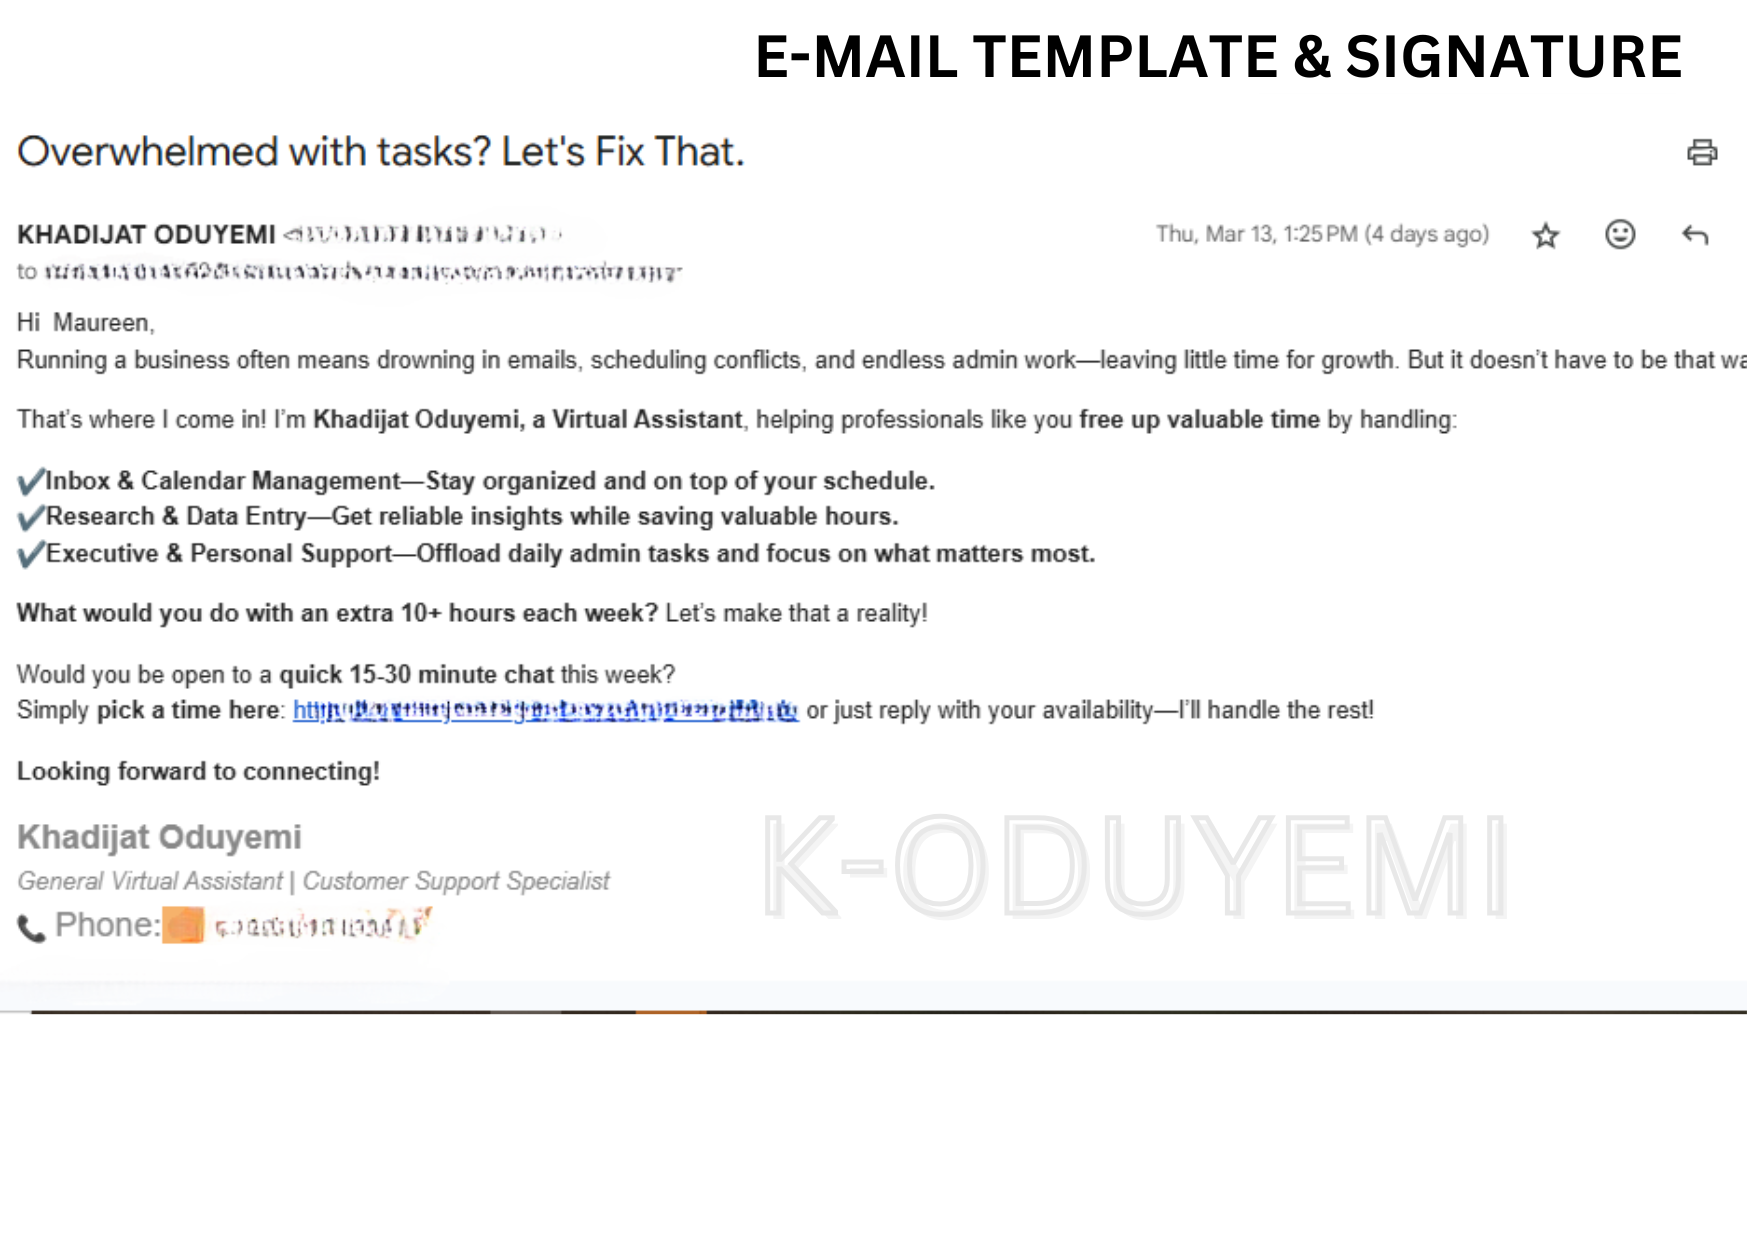 E-MAIL TEMPLATE & SIGNATURE
Overwhelmed with tasks? Let's Fix That.
KHADIJAT ODUYEMI
Thu, Mar 13, 1:25 PM (4 days ago)
to
Hi  Maureen,
Running a business often means drowning in emails, scheduling conflicts, and endless admin work—leaving little time for growth. But it doesn't have to be that wa
That's where I come in! I'm Khadijat Oduyemi, a Virtual Assistant, helping professionals like you free up valuable time by handling:
✔Inbox & Calendar Management—Stay organized and on top of your schedule.
✔Research & Data Entry—Get reliable insights while saving valuable hours.
✔Executive & Personal Support—Offload daily admin tasks and focus on what matters most.
What would you do with an extra 10+ hours each week? Let's make that a reality!
Would you be open to a quick 15-30 minute chat this week?
Simply pick a time here: or just reply with your availability—I'll handle the rest!
Looking forward to connecting!
Khadijat Oduyemi
General Virtual Assistant | Customer Support Specialist
Phone:
K-ODUYEMI